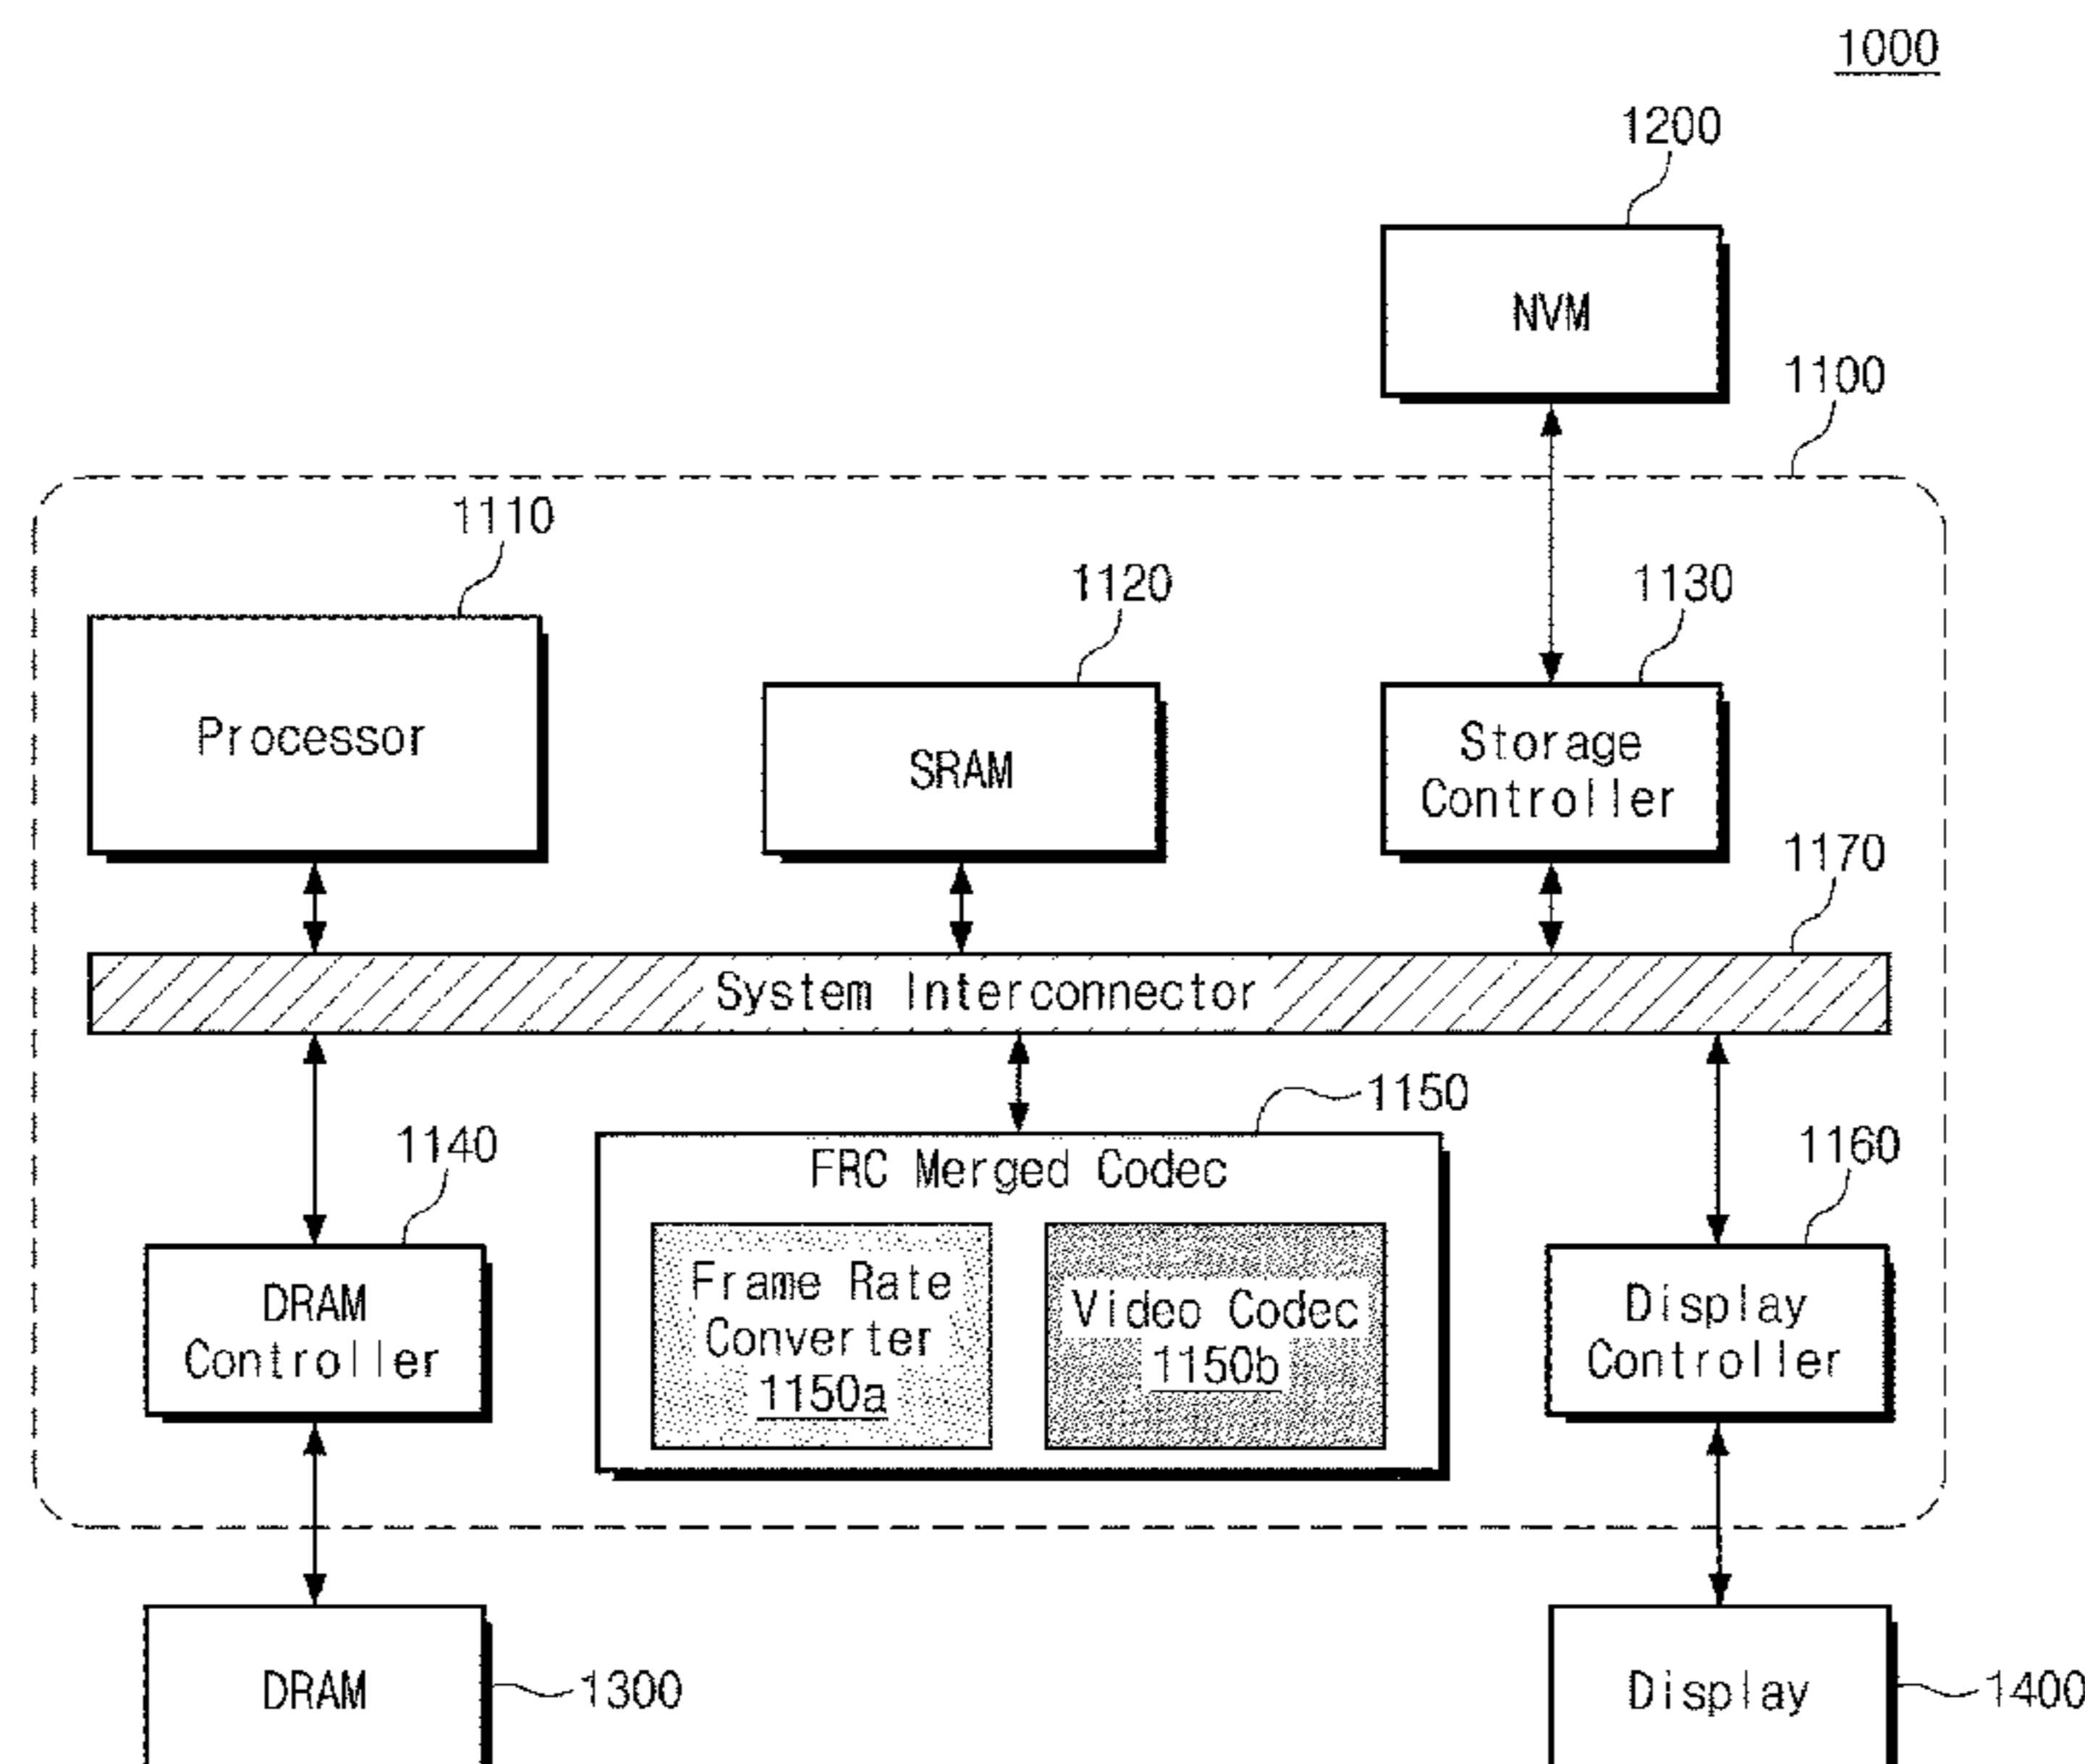 1000
1200
NVM
1100
1110
1120
1130
Processor
SRAM
Storage
Controller
1170
System Interconnector
1150
1140
FRC Merged Codec
1160
DRAM
Controller
Frame Rate
Converter
1150a
Video Codec
1150b
Display
Controller
DRAM
1300
Display
1400